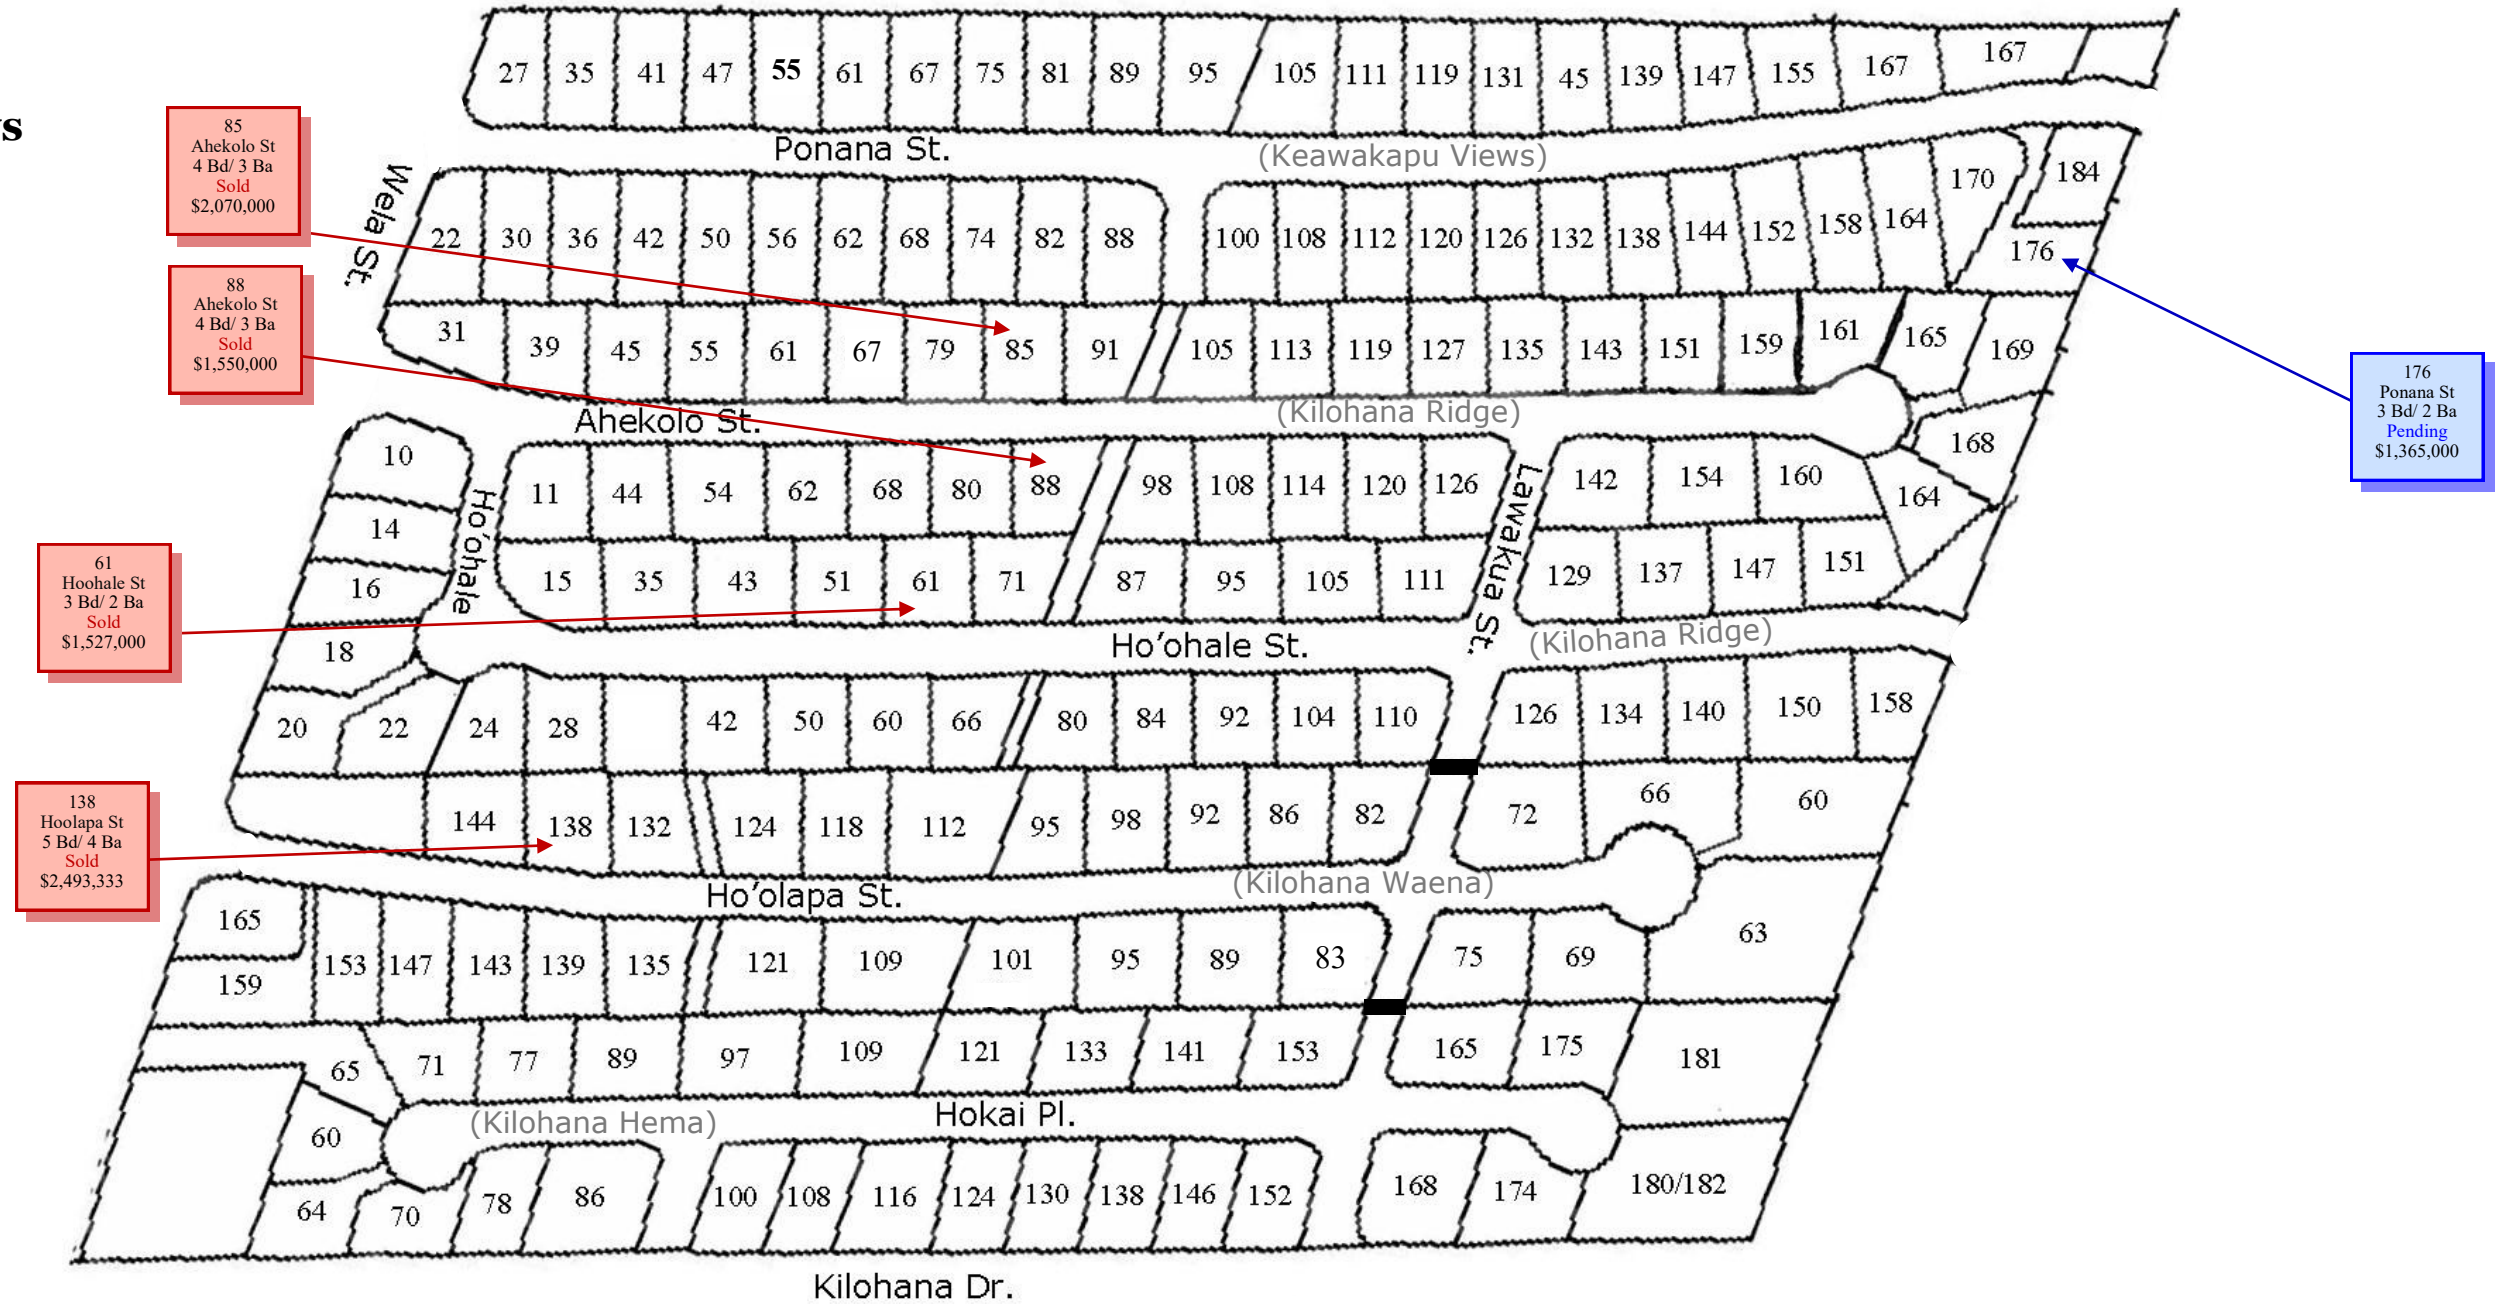 27 35 41 47 55 61 67 75 81 89 95 105 111 119 131 45 139 147 155 167 167
s
85
Ahekolo St
4 Bd/ 3 Ba
Sold
$2,070,000
Ponana St.
(Keawakapu Views)
Wela St.
184
170
22 30 36 42 50 56 62 68 74 82 88 100 108 112 120 126 132 138 144 152 158 164
176
88
Ahekolo St
4 Bd/ 3 Ba
Sold
$1,550,000
31 39 45 55 61 67 79 85 91 105 113 119 127 135 143 151 159 161 165 169
176
Ponana St
3 Bd/ 2 Ba
Pending
$1,365,000
Ahekolo St.
(Kilohana Ridge)
168
10
11 44 54 62 68 80 88 98 108 114 120 126 142 154 160 164
Ho'ohale
Lawakua St.
14
16
15 35 43 51 61 71 87 95 105 111 129 137 147 151
61
Hoohale St
3 Bd/ 2 Ba
Sold
$1,527,000
18
Ho'ohale St.
(Kilohana Ridge)
20 22 24 28 42 50 60 66 80 84 92 104 110 126 134 140 150 158
138
Hoolapa St
5 Bd/ 4 Ba
Sold
$2,493,333
144 138 132 124 118 112 95 98 92 86 82 72 66 60
Ho'olapa St.
(Kilohana Waena)
165
159
153 147 143 139 135 121 109 101 95 89 83 75 69 63
65 71 77 89 97 109 121 133 141 153 165 175 181
(Kilohana Hema)
Hokai Pl.
60
64 70 78 86 100 108 116 124 130 138 146 152 168 174 180/182
Kilohana Dr.